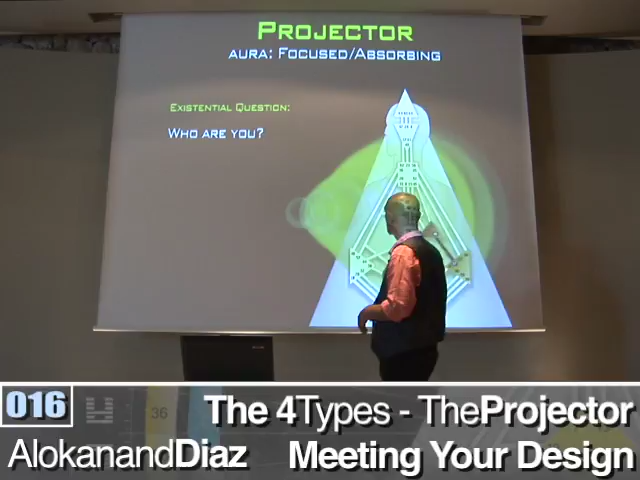 Projector
aura: Focused/Absorbing
Existential Question:
Who are you?
016
The 4Types - TheProjector
36
AlokanandDiaz
Meeting Your Design